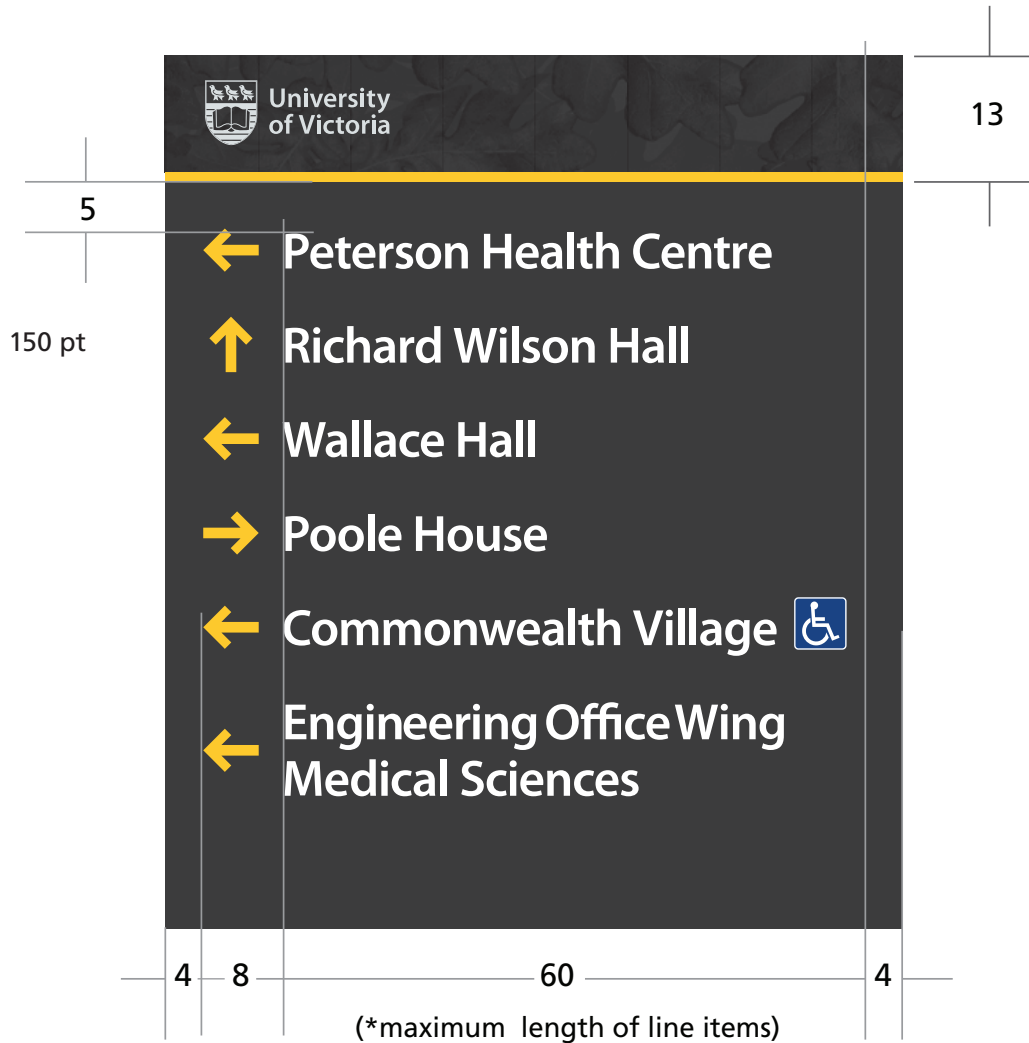 University
of Victoria
13
5
Peterson Health Centre
150 pt
Richard Wilson Hall
Wallace Hall
Poole House
Commonwealth Village
Engineering Office Wing
Medical Sciences
4 8 60 4
(*maximum length of line items)